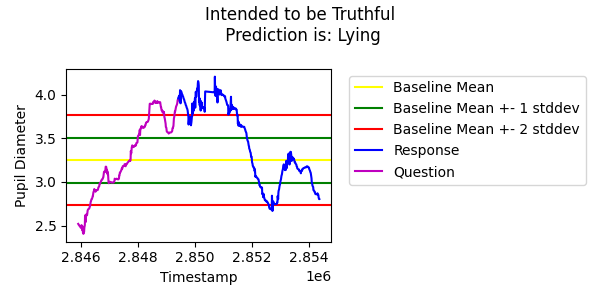 Intended to be Truthful
Prediction is: Lying
Pupil Diameter
4.0
3.5
3.0
2.5
2.846 2.848 2.850 2.852 2.854
1e6
Timestamp
Baseline Mean
Baseline Mean +- 1 stddev
Baseline Mean +- 2 stddev
Response
Question